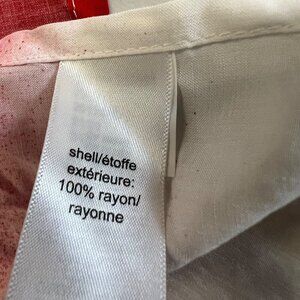 shell/étoffe
extérieure:
100% rayon/
rayonne